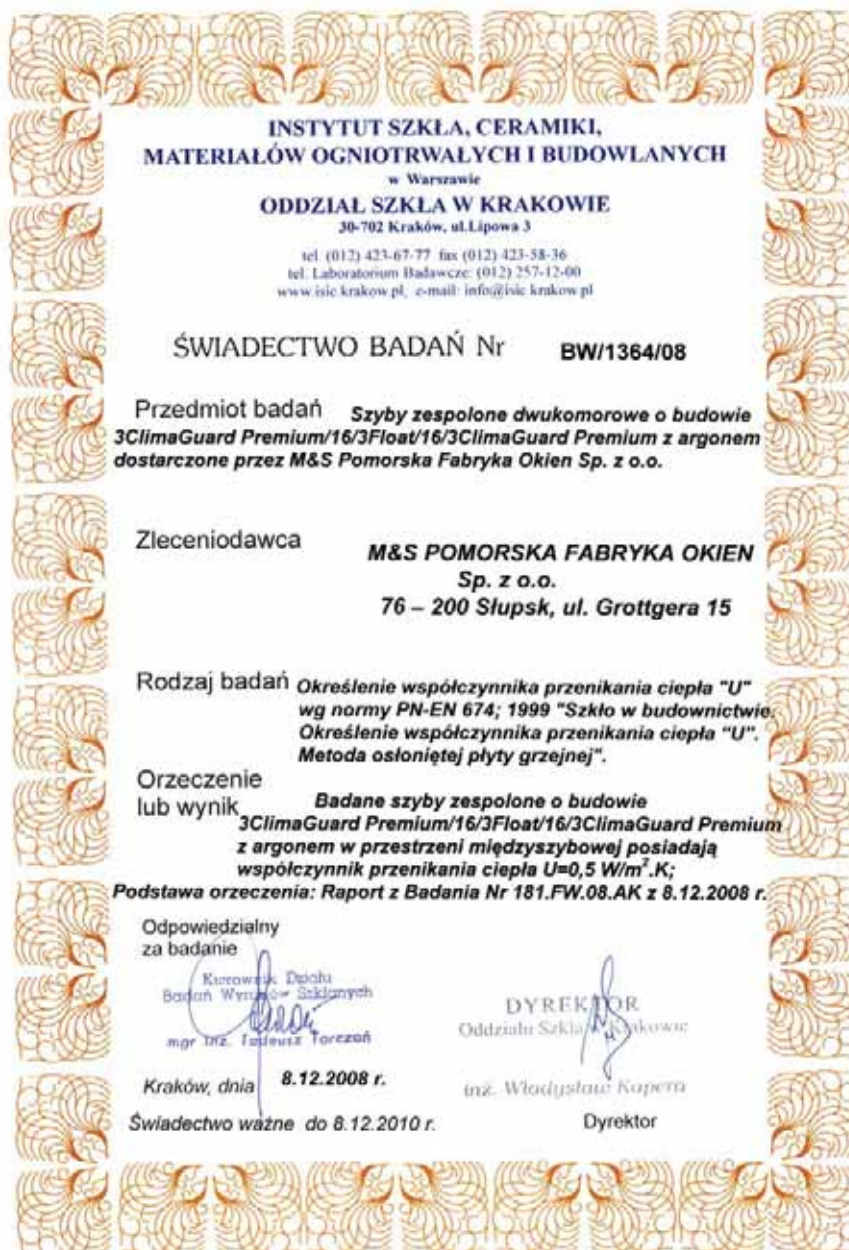 INSTYTUT SZKŁA, CERAMIKI,
MATERIAŁÓW OGNIOTRWAŁYCH I BUDOWLANYCH
w Warszawie
ODDZIAŁ SZKŁA W KRAKOWIE
30-702 Kraków, ul.Lipowa 3
tel. (012) 423-67-77 fax (012) 423-58-36
tel. Laboratorium Badawcze: (012) 257-12-00
www.isic.krakow.pl, e-mail: info@isic.krakow.pl
ŚWIADECTWO BADAŃ Nr BW/1364/08
Przedmiot badań Szyby zespolone dwukomorowe o budowie
3ClimaGuard Premium/16/3Float/16/3ClimaGuard Premium z argonem
dostarczone przez M&S Pomorska Fabryka Okien Sp. z o.o.
Zleceniodawca M&S POMORSKA FABRYKA OKIEN
Sp. z o.o.
76 – 200 Słupsk, ul. Grottgera 15
Rodzaj badań Określenie współczynnika przenikania ciepła "U"
wg normy PN-EN 674; 1999 "Szkło w budownictwie.
Określenie współczynnika przenikania ciepła "U".
Metoda osłoniętej płyty grzejnej".
Orzeczenie
lub wynik Badane szyby zespolone o budowie
3ClimaGuard Premium/16/3Float/16/3ClimaGuard Premium
z argonem w przestrzeni międzyszybowej posiadają
współczynnik przenikania ciepła U=0,5 W/m².K;
Podstawa orzeczenia: Raport z Badania Nr 181.FW.08.AK z 8.12.2008 r.
Odpowiedzialny
za badanie
Kierownik Działu
Badań Wyrobów Szklanych
mgr inż. Tadeusz Torczoń
DYREKTOR
Oddziału Szkła w Krakowie
inż. Władysław Kapera
Kraków, dnia 8.12.2008 r.
Świadectwo ważne do 8.12.2010 r. Dyrektor